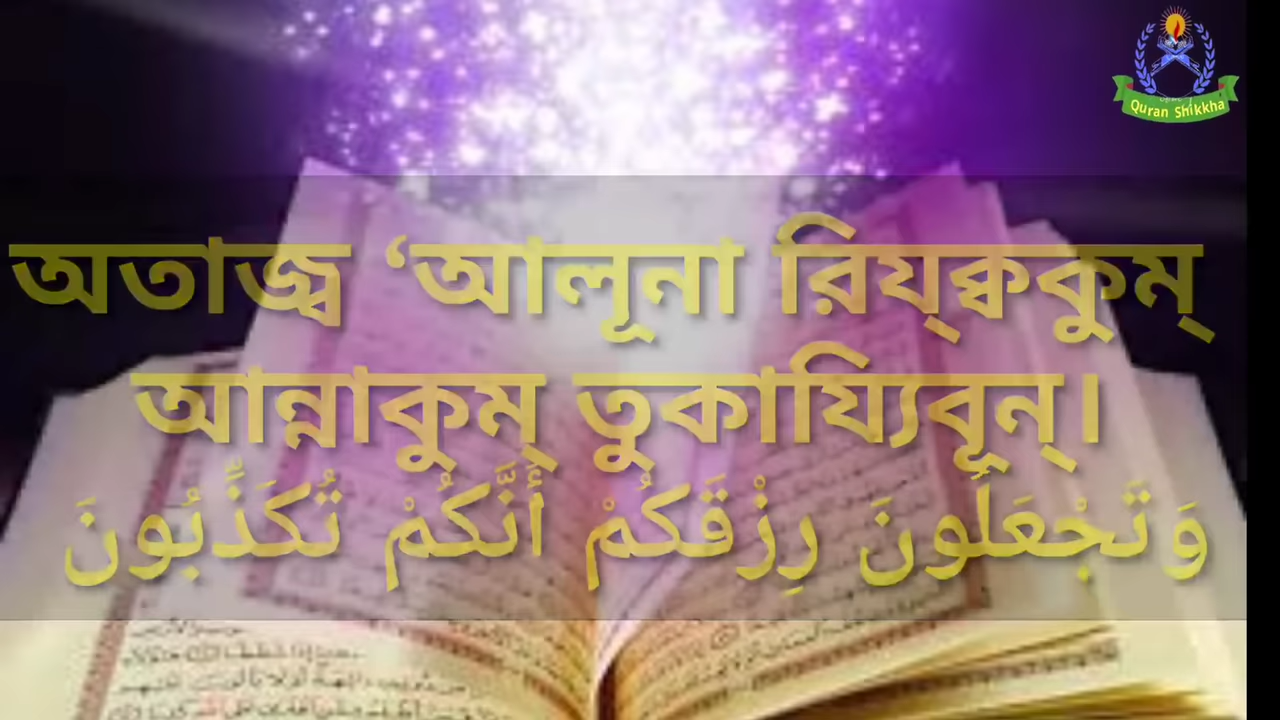 Quran Shikkha
অতাজ্ব ‘আলূনা রিয্ক্বকুম্
আন্নাকুম্ তুকায্যিবূন্।
وَتَجْعَلُونَ رِزْقَكُمْ أَنَّكُمْ تُكَذِّبُونَ